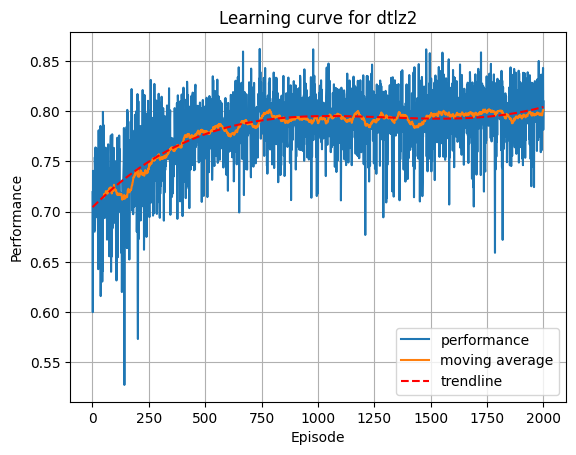 Learning curve for dtlz2
Performance
0.85
0.80
0.75
0.70
0.65
0.60
0.55
0
250
500
750
1000
1250
1500
1750
2000
Episode
performance
moving average
trendline